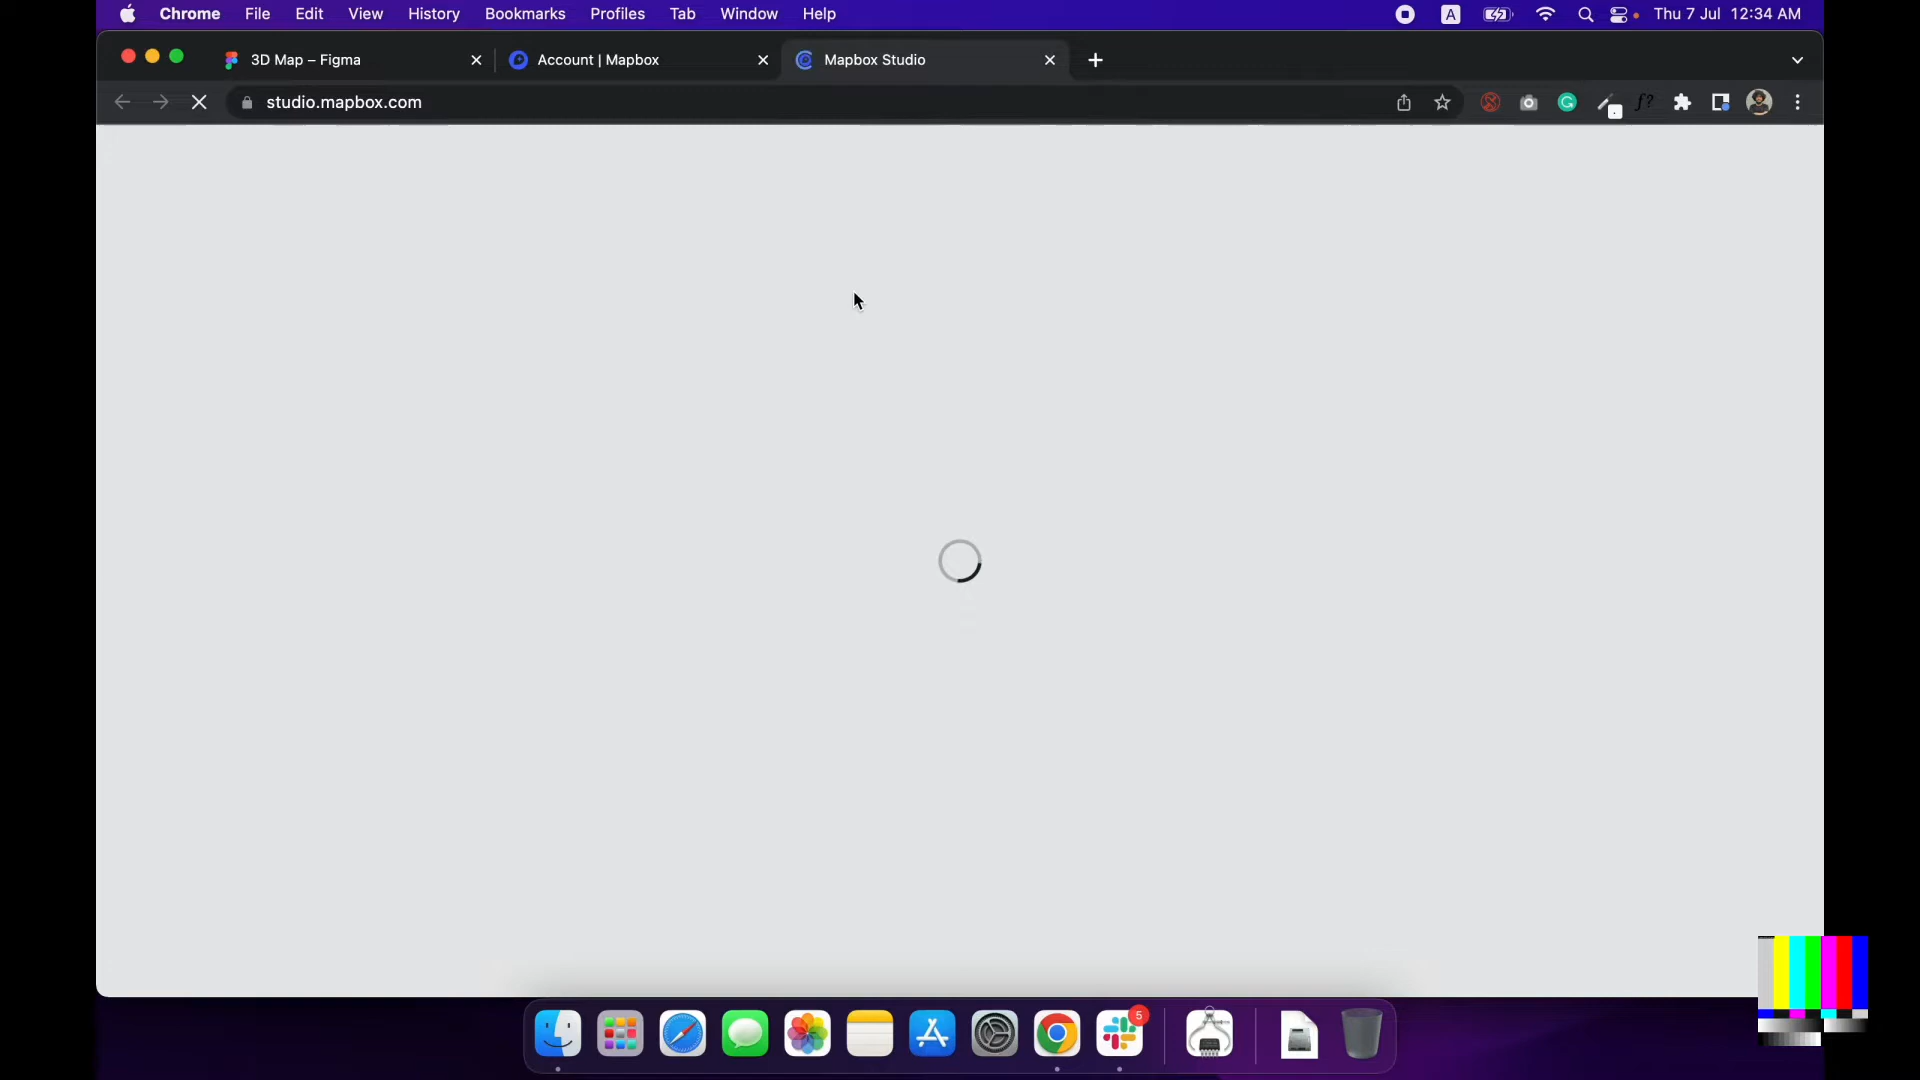 Chrome File Edit View History Bookmarks Profiles Tab Window Help A Thu 7 Jul 12:34 AM
3D Map – Figma Account | Mapbox Mapbox Studio
studio.mapbox.com f?
5